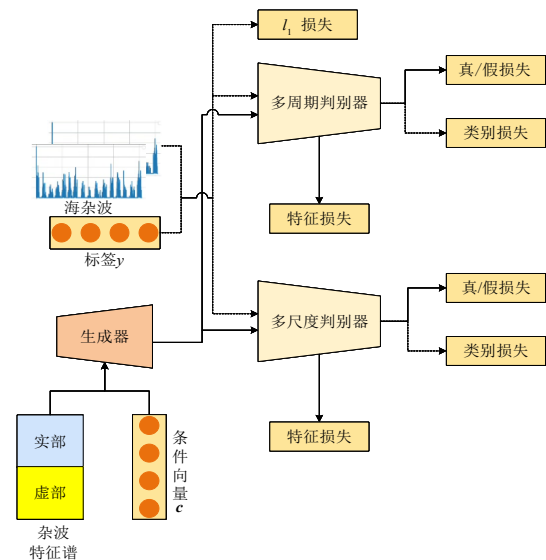 l₁ 损失
真/假损失
多周期判别器
类别损失
海杂波
特征损失
标签y
真/假损失
多尺度判别器
生成器
类别损失
特征损失
实部
虚部
条件向量c
杂波
特征谱